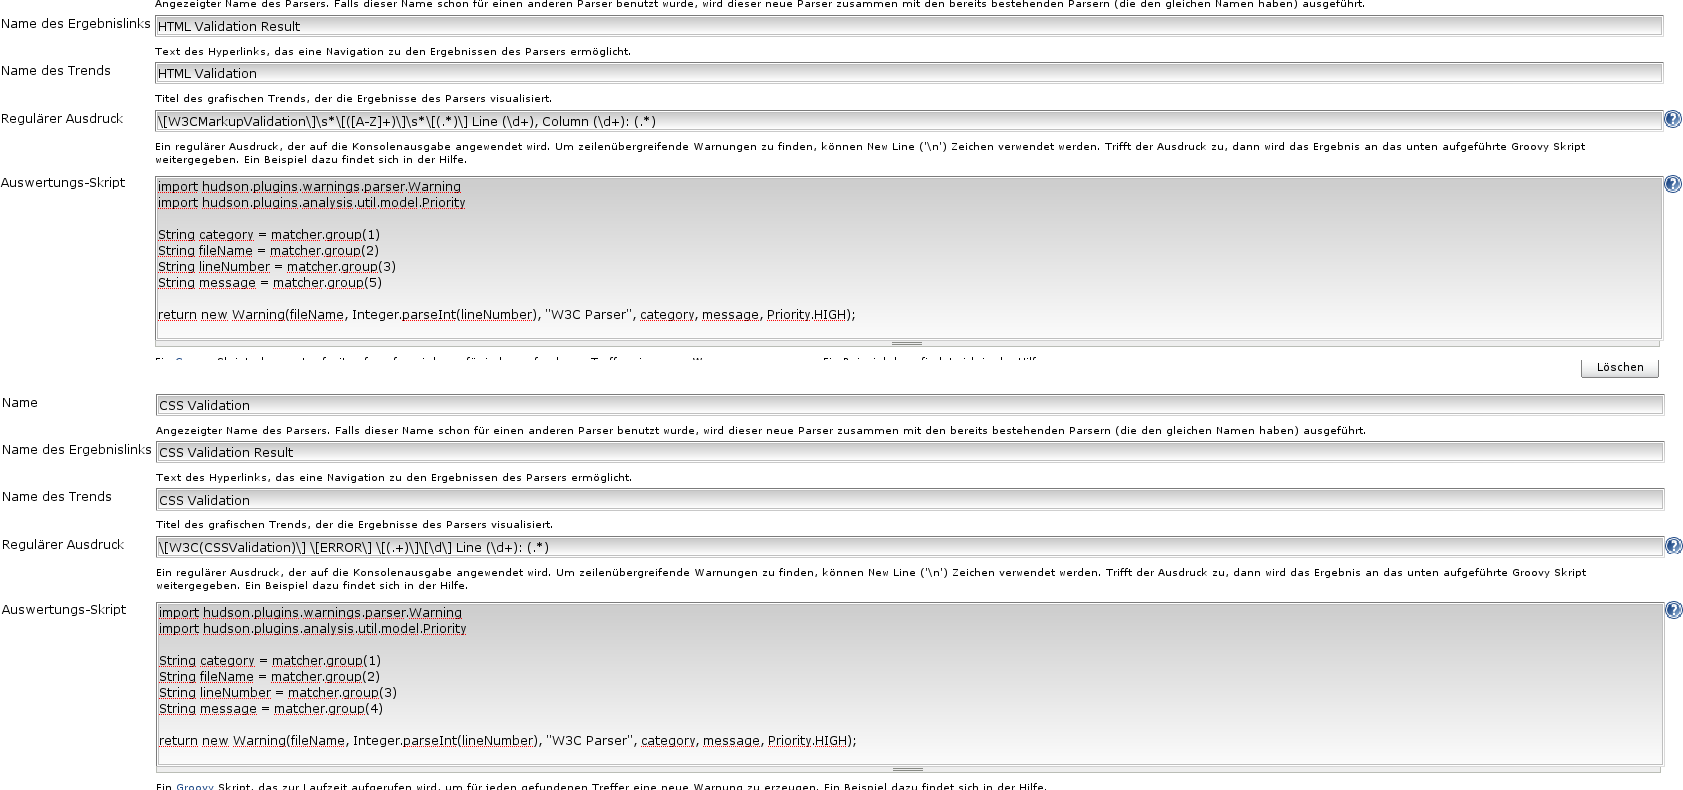 Angezeigter Name des Parsers. Falls dieser Name schon für einen anderen Parser benutzt wurde, wird dieser neue Parser zusammen mit den bereits bestehenden Parsern (die den gleichen Namen haben) ausgeführt.
Name des Ergebnislinks HTML Validation Result
Text des Hyperlinks, das eine Navigation zu den Ergebnissen des Parsers ermöglicht.
Name des Trends HTML Validation
Titel des grafischen Trends, der die Ergebnisse des Parsers visualisiert.
Regulärer Ausdruck \[W3CMarkupValidation\]\s*\[([A-Z]+)\]\s*\[(.*)\] Line (\d+), Column (\d+): (.*)
Ein regulärer Ausdruck, der auf die Konsolenausgabe angewendet wird. Um zeilenübergreifende Warnungen zu finden, können New Line ('\n') Zeichen verwendet werden. Trifft der Ausdruck zu, dann wird das Ergebnis an das unten aufgeführte Groovy Skript
weitergegeben. Ein Beispiel dazu findet sich in der Hilfe.
Auswertungs-Skript import hudson.plugins.warnings.parser.Warning
import hudson.plugins.analysis.util.model.Priority
String category = matcher.group(1)
String fileName = matcher.group(2)
String lineNumber = matcher.group(3)
String message = matcher.group(5)
return new Warning(fileName, Integer.parseInt(lineNumber), "W3C Parser", category, message, Priority.HIGH);
Löschen
Name CSS Validation
Angezeigter Name des Parsers. Falls dieser Name schon für einen anderen Parser benutzt wurde, wird dieser neue Parser zusammen mit den bereits bestehenden Parsern (die den gleichen Namen haben) ausgeführt.
Name des Ergebnislinks CSS Validation Result
Text des Hyperlinks, das eine Navigation zu den Ergebnissen des Parsers ermöglicht.
Name des Trends CSS Validation
Titel des grafischen Trends, der die Ergebnisse des Parsers visualisiert.
Regulärer Ausdruck \[W3C(CSSValidation)\] \[ERROR\] \[(.+)\]\[\d\] Line (\d+): (.*)
Ein regulärer Ausdruck, der auf die Konsolenausgabe angewendet wird. Um zeilenübergreifende Warnungen zu finden, können New Line ('\n') Zeichen verwendet werden. Trifft der Ausdruck zu, dann wird das Ergebnis an das unten aufgeführte Groovy Skript
weitergegeben. Ein Beispiel dazu findet sich in der Hilfe.
Auswertungs-Skript import hudson.plugins.warnings.parser.Warning
import hudson.plugins.analysis.util.model.Priority
String category = matcher.group(1)
String fileName = matcher.group(2)
String lineNumber = matcher.group(3)
String message = matcher.group(4)
return new Warning(fileName, Integer.parseInt(lineNumber), "W3C Parser", category, message, Priority.HIGH);
Ein Groovy Skript, das zur Laufzeit aufgerufen wird, um für jeden gefundenen Treffer eine neue Warnung zu erzeugen. Ein Beispiel dazu findet sich in der Hilfe.